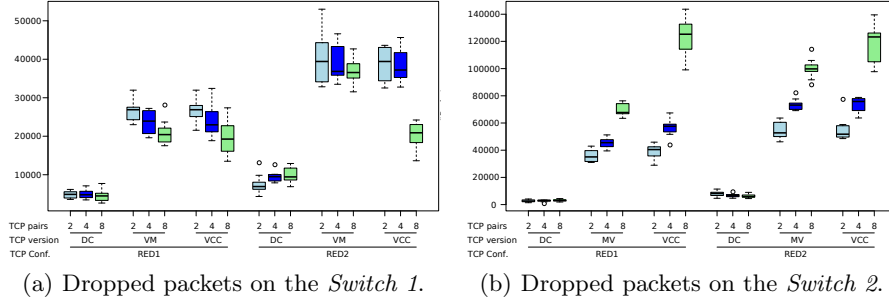 50000
40000
30000
20000
10000
TCP pairs 2 4 8 2 4 8 2 4 8 2 4 8 2 4 8 2 4 8
TCP version DC VM VCC DC VM VCC
TCP Conf. RED1 RED2
(a) Dropped packets on the Switch 1.
140000
120000
100000
80000
60000
40000
20000
0
TCP pairs 2 4 8 2 4 8 2 4 8 2 4 8 2 4 8 2 4 8
TCP version DC MV VCC DC MV VCC
TCP Conf. RED1 RED2
(b) Dropped packets on the Switch 2.